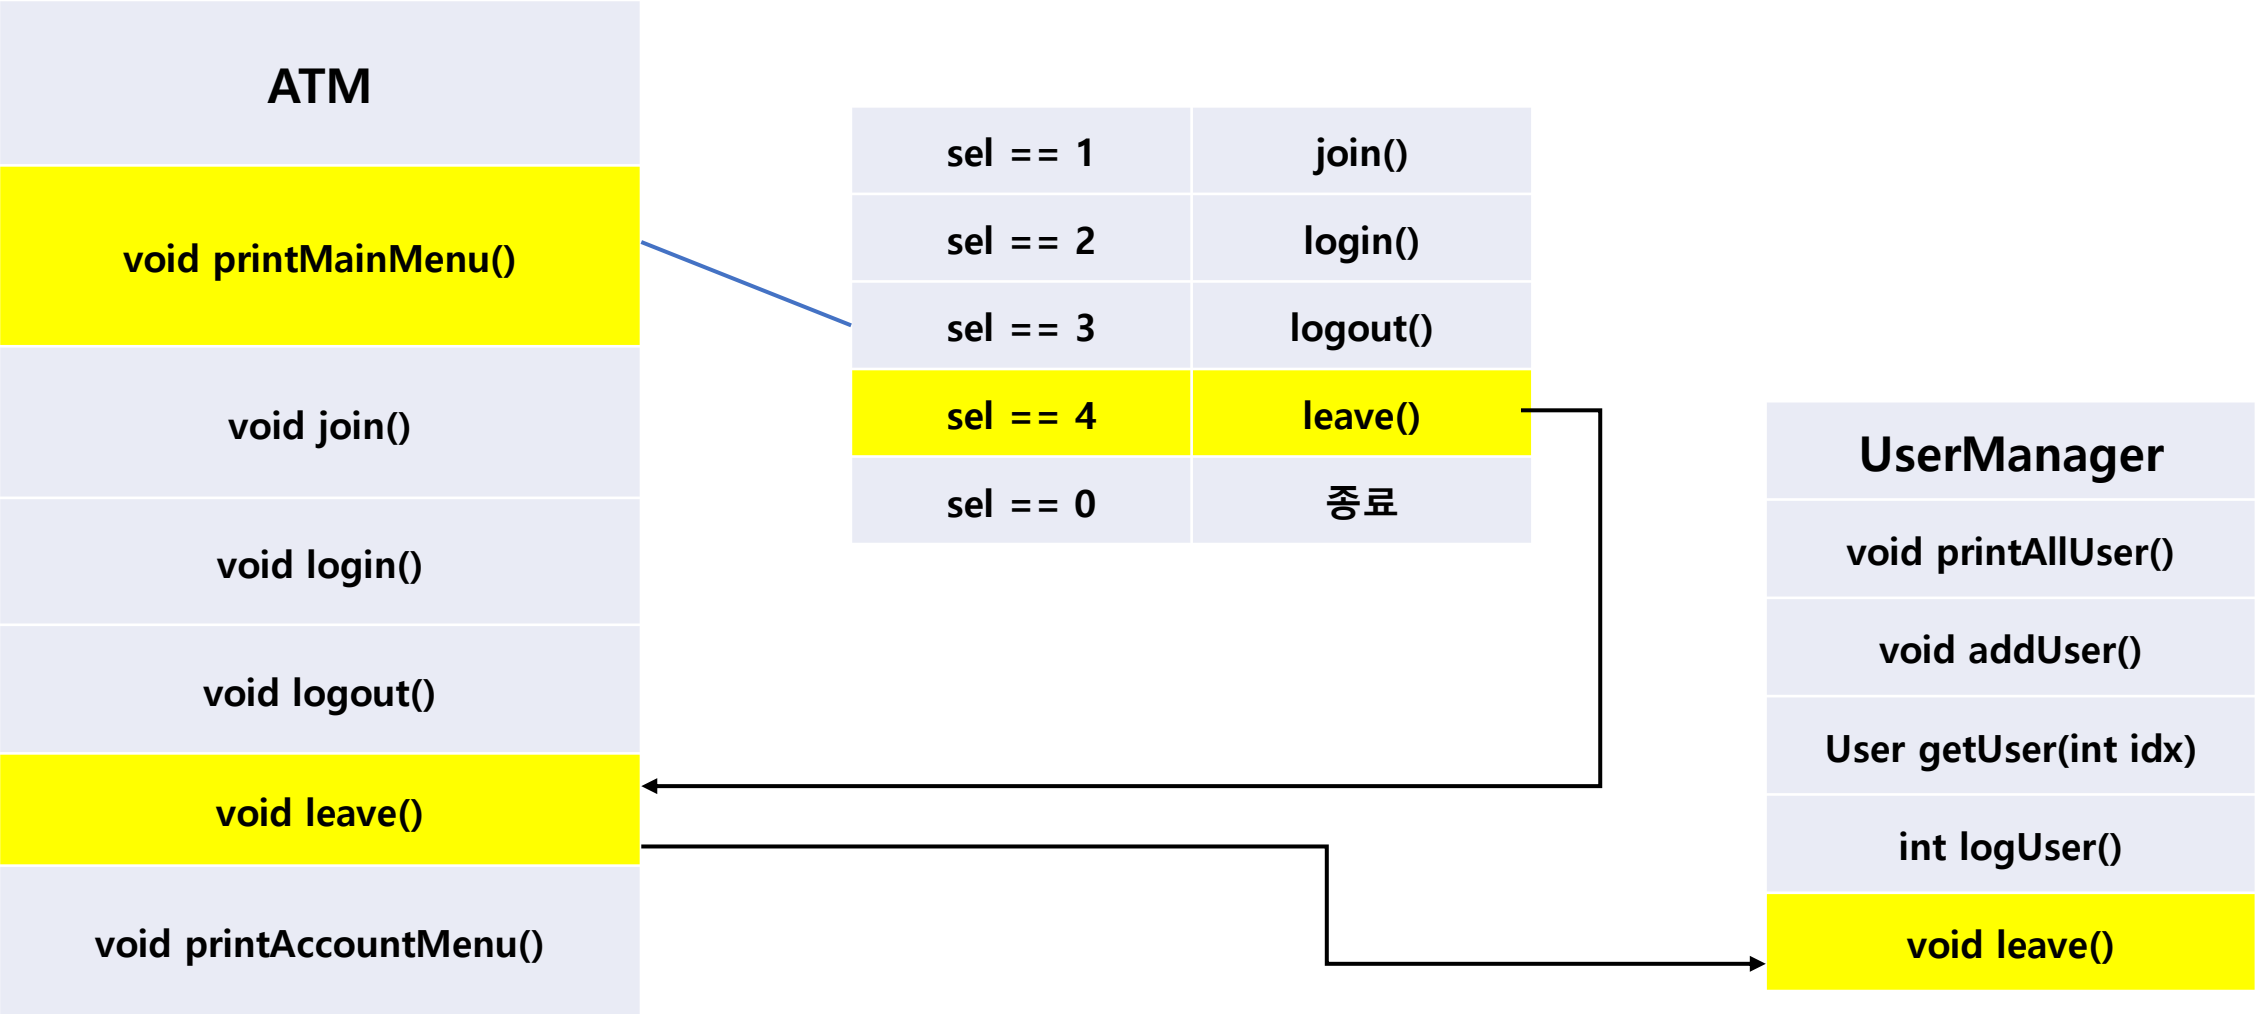 ATM
void printMainMenu()
void join()
void login()
void logout()
void leave()
void printAccountMenu()
sel == 1 join()
sel == 2 login()
sel == 3 logout()
sel == 4 leave()
sel == 0 종료
UserManager
void printAllUser()
void addUser()
User getUser(int idx)
int logUser()
void leave()